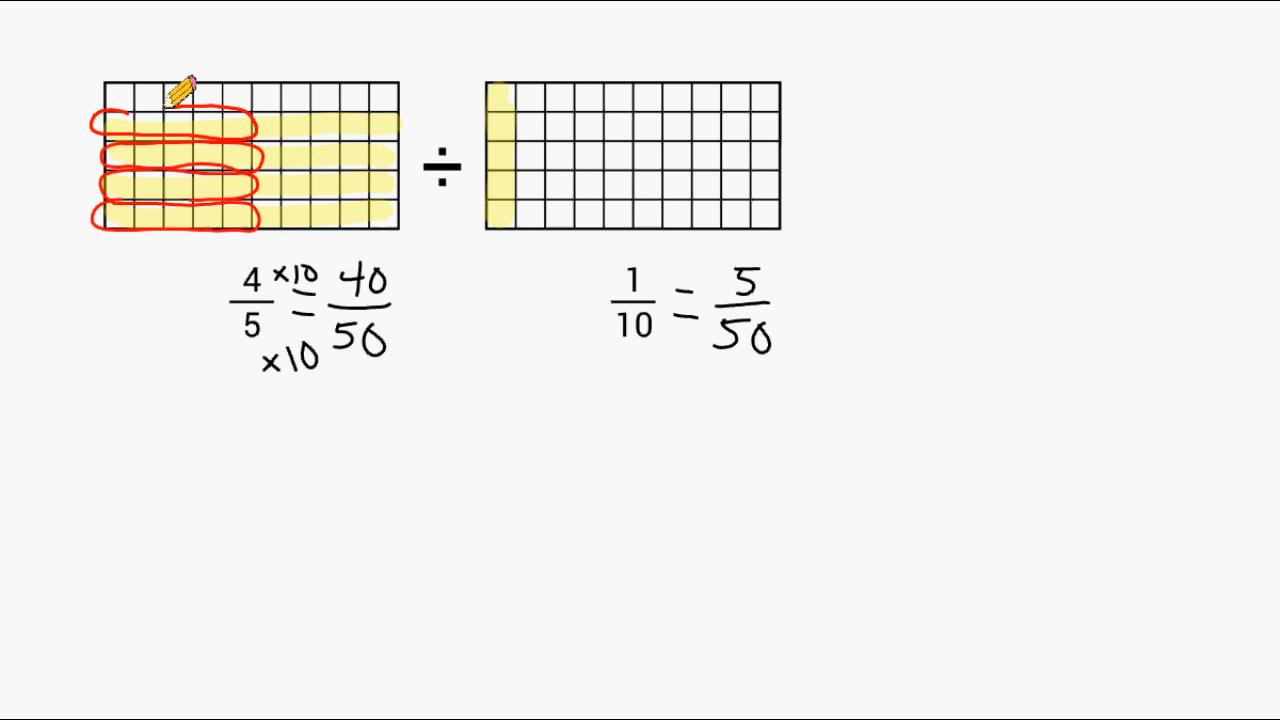 ÷
4/5 ×10 ×10 = 40/50
1/10 = 5/50